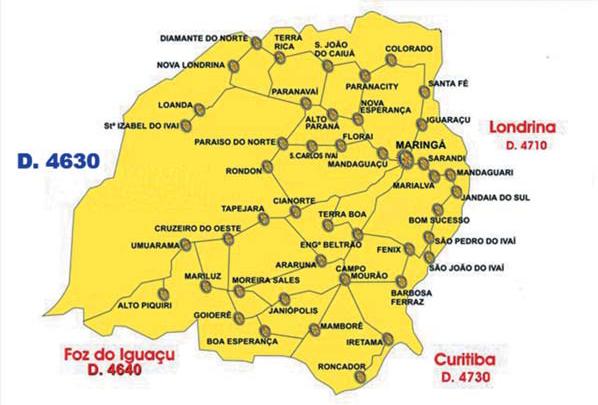 DIAMANTE DO NORTE
TERRA
RICA
S. JOÃO
DO CAIUÁ
COLORADO
NOVA LONDRINA
PARANACITY
SANTA FÉ
LOANDA
PARANAVAÍ
ALTO
PARANÁ
NOVA
ESPERANÇA
Stª IZABEL DO IVAI
IGUARAÇU
Londrina
D. 4710
PARAISO DO NORTE
FLORAI
MARINGÁ
D. 4630
S.CARLOS IVAÍ
MANDAGUAÇU
SARANDI
RONDON
MARIALVA
MANDAGUARI
JANDAIA DO SUL
CIANORTE
TAPEJARA
TERRA BOA
BOM SUCESSO
CRUZEIRO DO OESTE
UMUARAMA
ENGº BELTRÃO
FENIX
SÃO PEDRO DO IVAÍ
ARARUNA
SÃO JOÃO DO IVAÍ
MARILUZ
MOREIRA SALES
CAMPO
MOURÃO
BARBOSA
FERRAZ
ALTO PIQUIRI
GOIOERÊ
JANIÓPOLIS
BOA ESPERANÇA
MAMBORÊ
IRETAMA
RONCADOR
Foz do Iguaçu
D. 4640
Curitiba
D. 4730